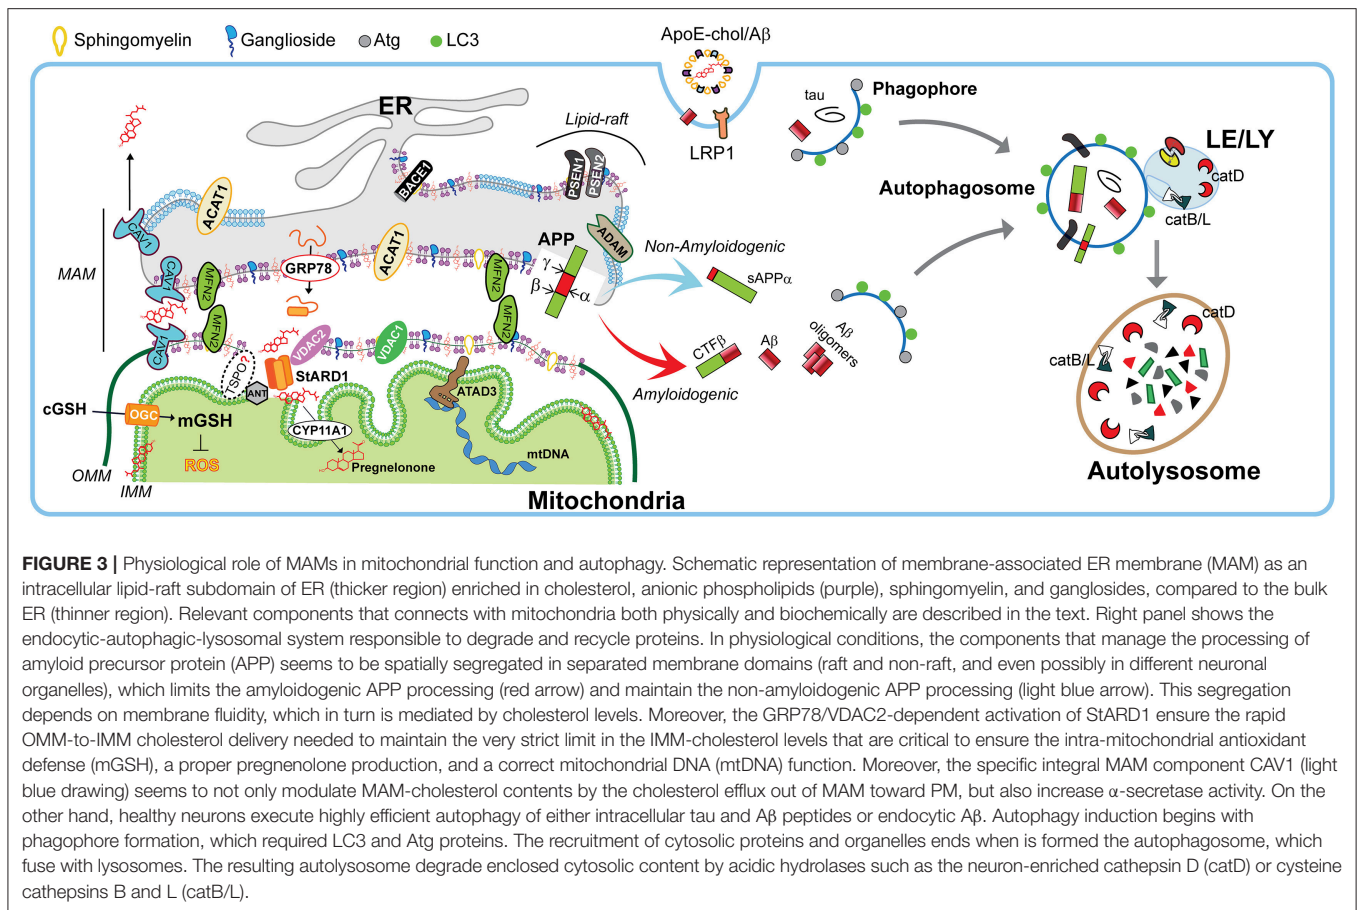 Sphingomyelin
Ganglioside
Atg
LC3
ApoE-chol/Aβ
LRP1
ER
Lipid-raft
BACE1
PSEN1
PSEN2
ACAT1
CAV1
MAM
CAV1
MFN2
GRP78
ACAT1
MFN2
APP
γ
β
α
ADAM
Non-Amyloidogenic
sAPPα
CAV1
MFN2
TSPO?
ANT
StARD1
VDAC2
VDAC1
MFN2
ATAD3
CTFβ
Aβ
Aβ
oligomers
Amyloidogenic
cGSH
OGC
mGSH
ROS
CYP11A1
Pregnelonone
mtDNA
OMM
IMM
Mitochondria
tau
Phagophore
Autophagosome
LE/LY
catD
catB/L
catD
catB/L
Autolysosome
FIGURE 3 | Physiological role of MAMs in mitochondrial function and autophagy. Schematic representation of membrane-associated ER membrane (MAM) as an
intracellular lipid-raft subdomain of ER (thicker region) enriched in cholesterol, anionic phospholipids (purple), sphingomyelin, and ganglosides, compared to the bulk
ER (thinner region). Relevant components that connects with mitochondria both physically and biochemically are described in the text. Right panel shows the
endocytic-autophagic-lysosomal system responsible to degrade and recycle proteins. In physiological conditions, the components that manage the processing of
amyloid precursor protein (APP) seems to be spatially segregated in separated membrane domains (raft and non-raft, and even possibly in different neuronal
organelles), which limits the amyloidogenic APP processing (red arrow) and maintain the non-amyloidogenic APP processing (light blue arrow). This segregation
depends on membrane fluidity, which in turn is mediated by cholesterol levels. Moreover, the GRP78/VDAC2-dependent activation of StARD1 ensure the rapid
OMM-to-IMM cholesterol delivery needed to maintain the very strict limit in the IMM-cholesterol levels that are critical to ensure the intra-mitochondrial antioxidant
defense (mGSH), a proper pregnenolone production, and a correct mitochondrial DNA (mtDNA) function. Moreover, the specific integral MAM component CAV1 (light
blue drawing) seems to not only modulate MAM-cholesterol contents by the cholesterol efflux out of MAM toward PM, but also increase α-secretase activity. On the
other hand, healthy neurons execute highly efficient autophagy of either intracellular tau and Aβ peptides or endocytic Aβ. Autophagy induction begins with
phagophore formation, which required LC3 and Atg proteins. The recruitment of cytosolic proteins and organelles ends when is formed the autophagosome, which
fuse with lysosomes. The resulting autolysosome degrade enclosed cytosolic content by acidic hydrolases such as the neuron-enriched cathepsin D (catD) or cysteine
cathepsins B and L (catB/L).